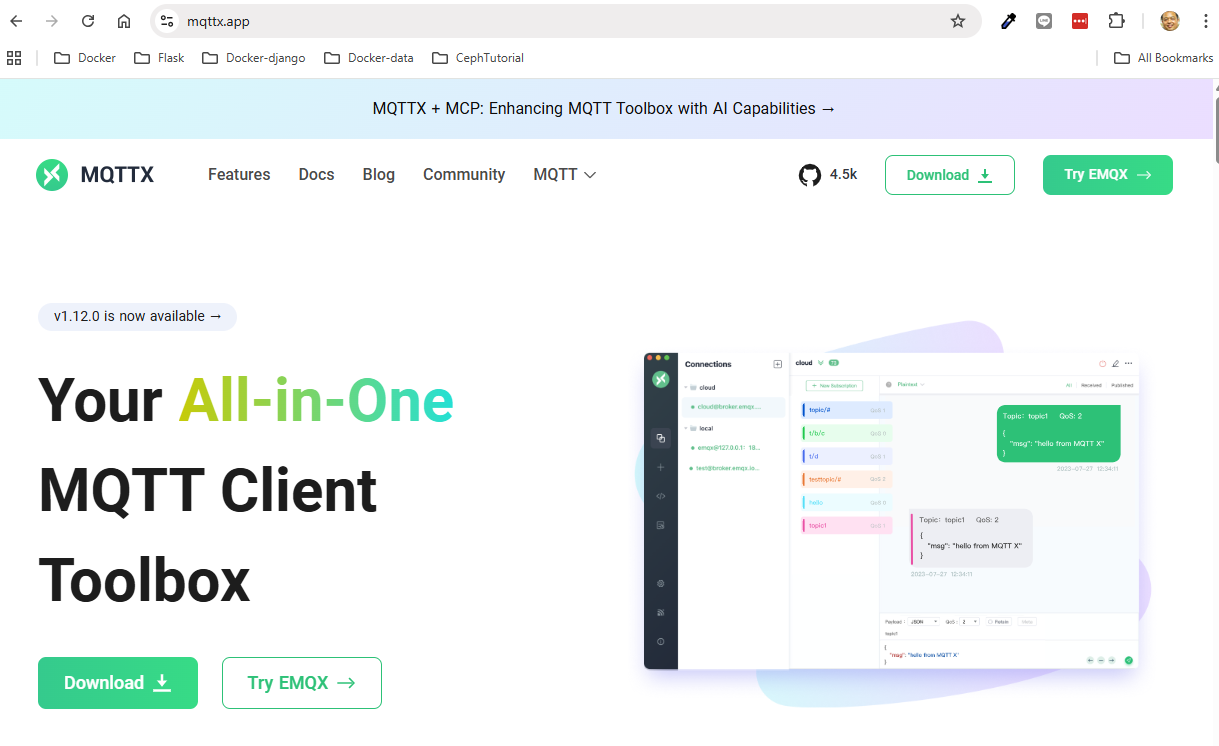 mqttx.app
Docker
Flask
Docker-django
Docker-data
CephTutorial
All Bookmarks
MQTTX + MCP: Enhancing MQTT Toolbox with AI Capabilities →
MQTTX
Features
Docs
Blog
Community
MQTT
4.5k
Download
Try EMQX →
v1.12.0 is now available →
Your All-in-One
MQTT Client
Toolbox
Download
Try EMQX →
Connections
cloud
cloud@broker.emqx....
local
emqx@127.0.0.1: 18...
test@broker.emqx.io...
cloud
+ New Subscription
topic/#
QoS 2
t/b/c
QoS 0
t/d
QoS 1
testtopic/#
QoS 2
hello
QoS 0
topic1
QoS 1
All
Received
Published
Topic: topic1 QoS: 2
{
"msg": "hello from MQTT X"
}
2023-07-27 12:34:11
Topic: topic1 QoS: 2
{
"msg": "hello from MQTT X"
}
2023-07-27 12:34:11
Payload: JSON QoS: 2 Retain Meta
topic1
{
"msg": "hello from MQTT X"
}